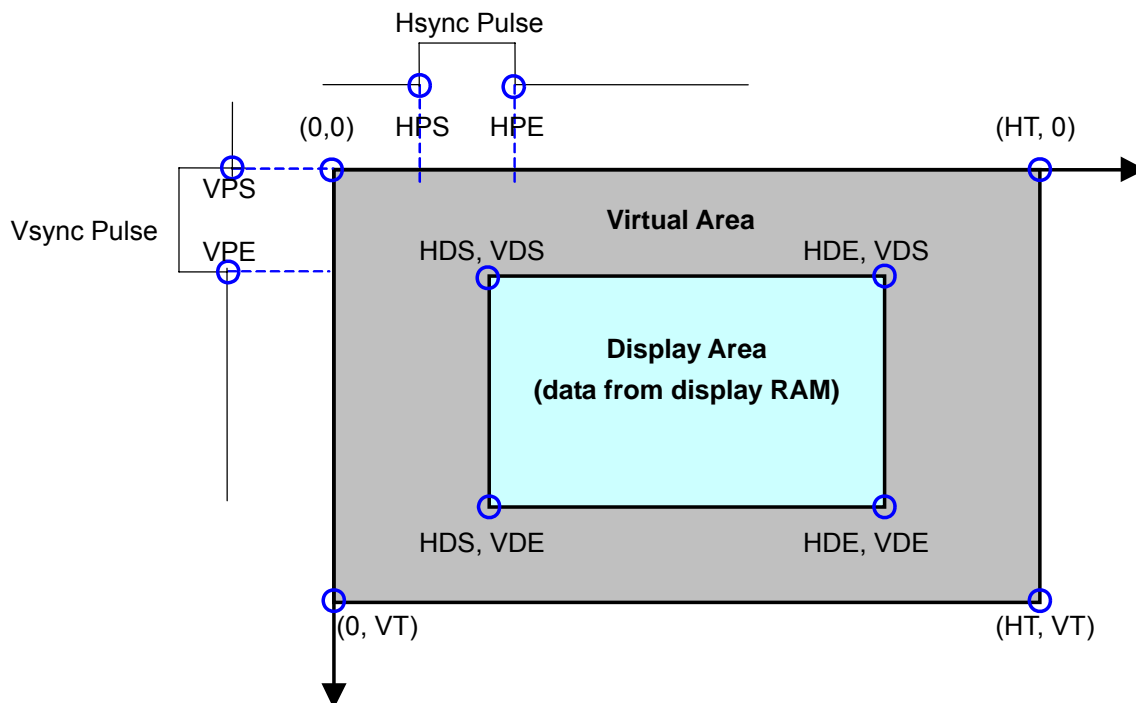 Hsync Pulse
(0,0)
HPS
HPE
(HT, 0)
VPS
Vsync Pulse
VPE
Virtual Area
HDS, VDS
HDE, VDS
Display Area
(data from display RAM)
HDS, VDE
HDE, VDE
(0, VT)
(HT, VT)